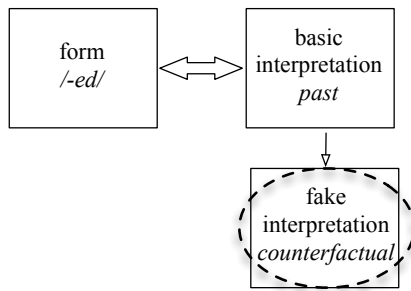 form
/-ed/
basic
interpretation
past
fake
interpretation
counterfactual